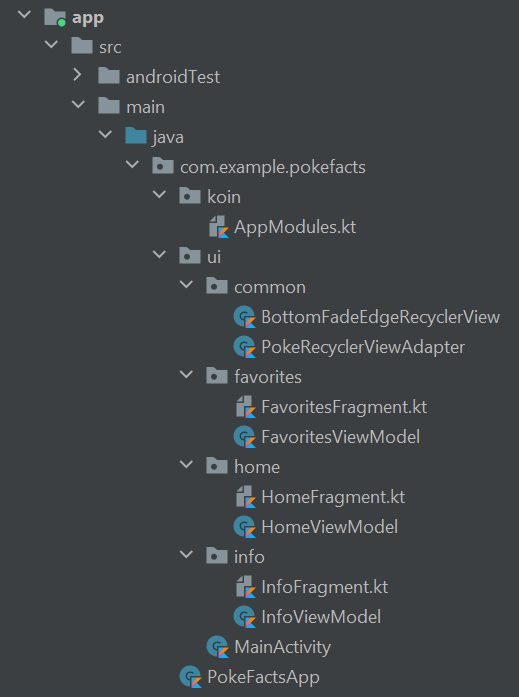 app
src
androidTest
main
java
com.example.pokefacts
koin
AppModules.kt
ui
common
BottomFadeEdgeRecyclerView
PokeRecyclerViewAdapter
favorites
FavoritesFragment.kt
FavoritesViewModel
home
HomeFragment.kt
HomeViewModel
info
InfoFragment.kt
InfoViewModel
MainActivity
PokeFactsApp